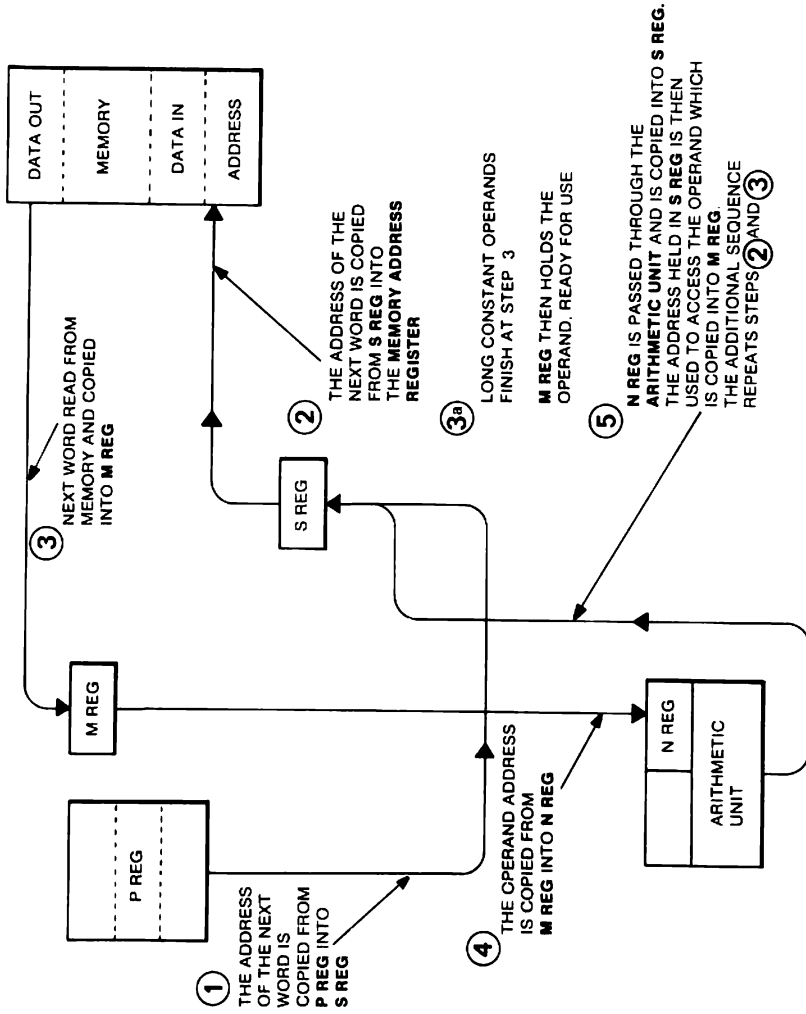 DATA OUT
MEMORY
DATA IN
ADDRESS
3
NEXT WORD READ FROM
MEMORY AND COPIED
INTO M REG
M REG
P REG
1
THE ADDRESS
OF THE NEXT
WORD IS
COPIED FROM
P REG INTO
S REG
S REG
2
THE ADDRESS OF THE
NEXT WORD IS COPIED
FROM S REG INTO
THE MEMORY ADDRESS
REGISTER
3a
LONG CONSTANT OPERANDS
FINISH AT STEP 3
M REG THEN HOLDS THE
OPERAND, READY FOR USE
4
THE OPERAND ADDRESS
IS COPIED FROM
M REG INTO N REG
N REG
ARITHMETIC
UNIT
5
N REG IS PASSED THROUGH THE
ARITHMETIC UNIT AND IS COPIED INTO S REG.
THE ADDRESS HELD IN S REG IS THEN
USED TO ACCESS THE OPERAND WHICH
IS COPIED INTO M REG.
THE ADDITIONAL SEQUENCE
REPEATS STEPS 2 AND 3